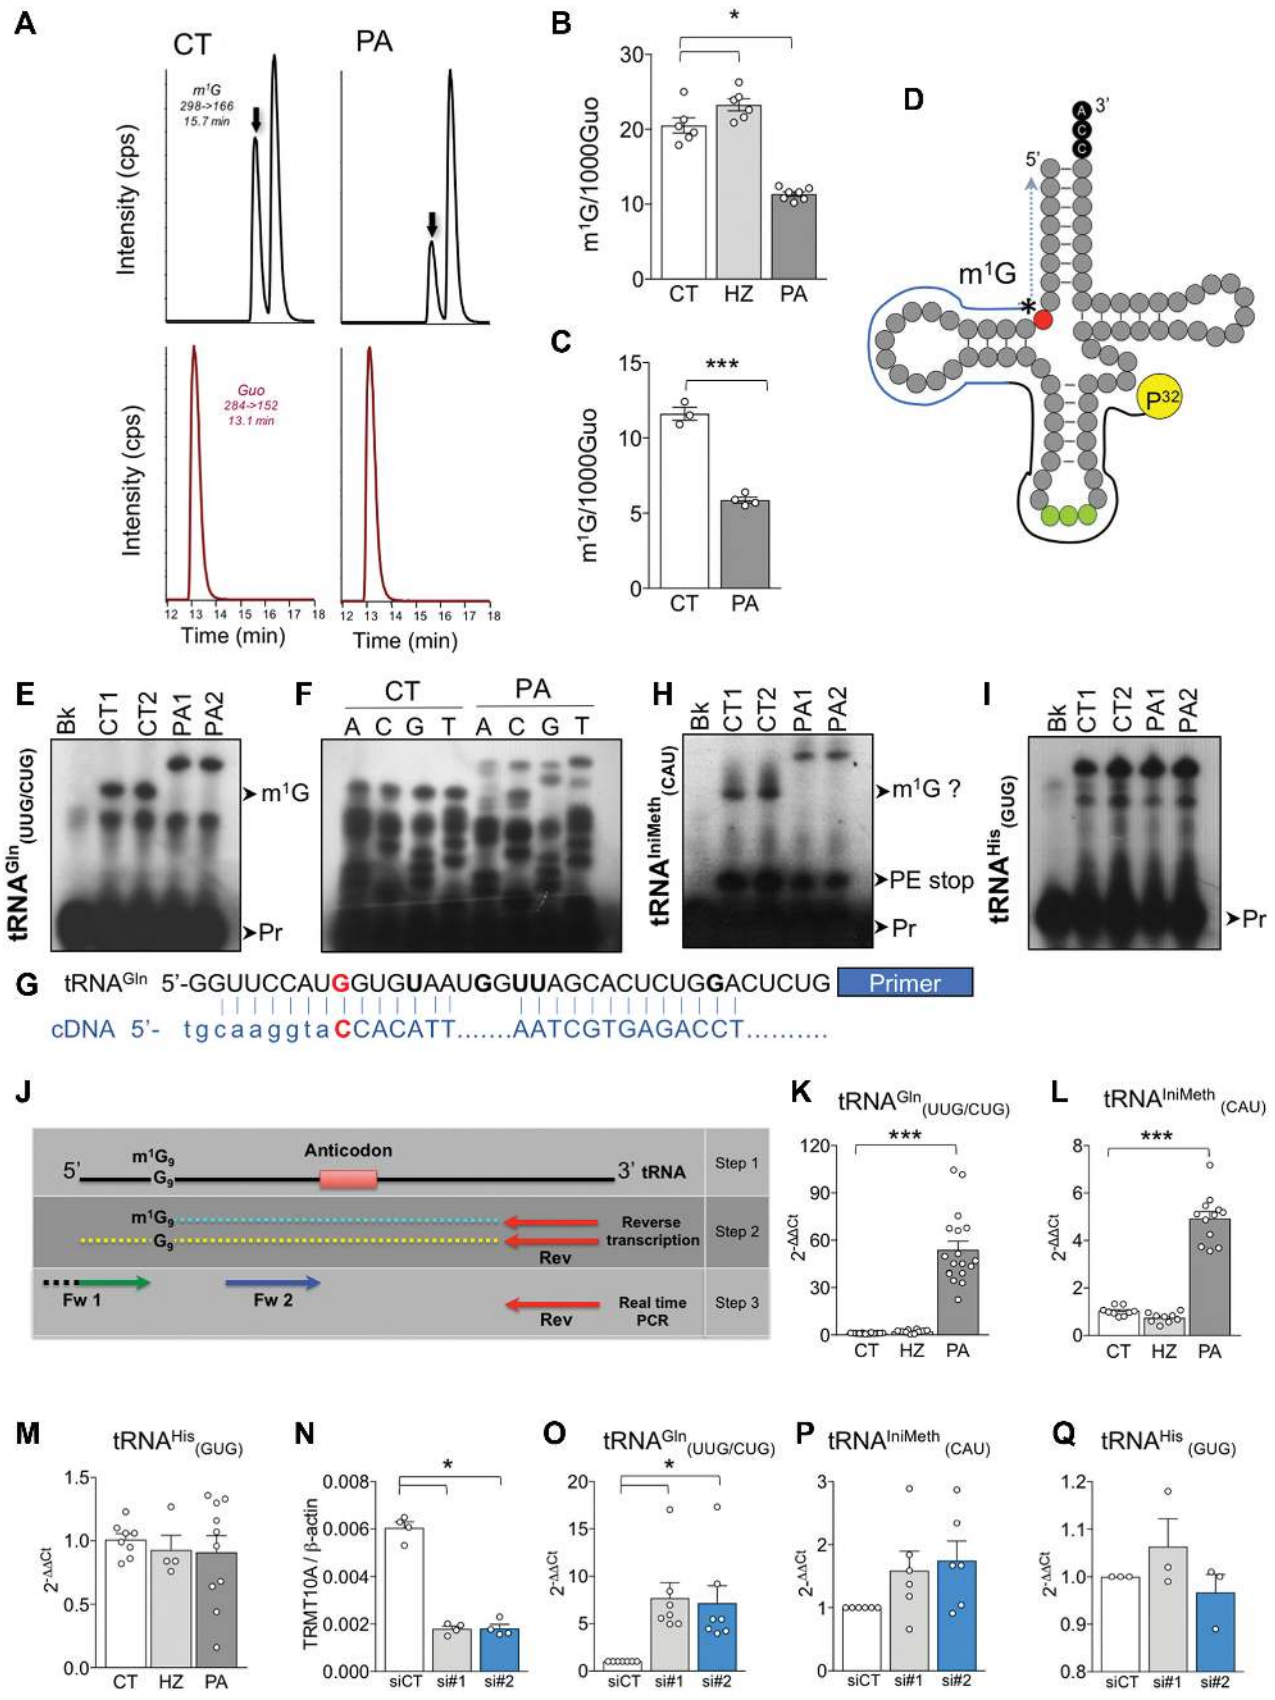 A
CT
PA
m¹G
298->166
15.7 min
Intensity (cps)
Guo
284->152
13.1 min
Intensity (cps)
12 13 14 15 16 17 18
12 13 14 15 16 17 18
Time (min)
Time (min)
B
*
30
20
10
0
m¹G/1000Guo
CT HZ PA
C
***
15
10
5
0
m¹G/1000Guo
CT PA
D
A
C
C
3'
5'
m¹G
*
P³²
E
Bk CT1 CT2 PA1 PA2
tRNAGln(UUG/CUG)
m¹G
Pr
F
CT PA
A C G T A C G T
H
Bk CT1 CT2 PA1 PA2
tRNAIniMeth(CAU)
m¹G ?
PE stop
Pr
I
Bk CT1 CT2 PA1 PA2
tRNAHis(GUG)
Pr
G
tRNAGln 5'-GGUUCCAUGGUGUAAUGGUUAGCACUCUGGACUCUG Primer
cDNA 5'- tgcaaggtaCCACATT.......AATCGTGAGACCT..........
J
5' m¹G₉ G₉ Anticodon 3' tRNA Step 1
m¹G₉ G₉ Rev Reverse transcription Step 2
Fw 1 Fw 2 Rev Real time PCR Step 3
K
tRNAGln(UUG/CUG)
***
120
90
60
30
0
2-ΔΔCt
CT HZ PA
L
tRNAIniMeth(CAU)
***
8
6
4
2
0
2-ΔΔCt
CT HZ PA
M
tRNAHis(GUG)
1.5
1.0
0.5
0.0
2-ΔΔCt
CT HZ PA
N
*
0.008
0.006
0.004
0.002
0.000
TRMT10A / β-actin
siCT si#1 si#2
O
tRNAGln(UUG/CUG)
*
20
15
10
5
0
2-ΔΔCt
siCT si#1 si#2
P
tRNAIniMeth(CAU)
3
2
1
0
2-ΔΔCt
siCT si#1 si#2
Q
tRNAHis(GUG)
1.2
1.1
1.0
0.9
0.8
2-ΔΔCt
siCT si#1 si#2